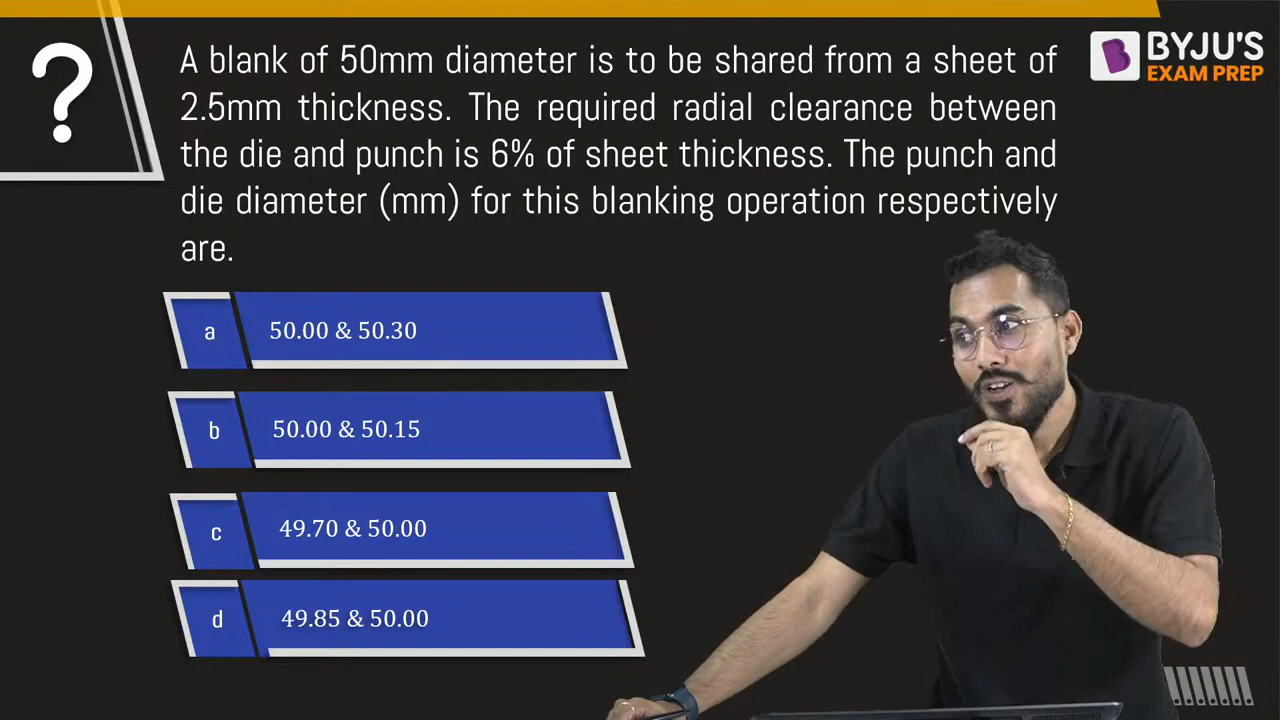 ?
BYJU'S
EXAM PREP
A blank of 50mm diameter is to be shared from a sheet of
2.5mm thickness. The required radial clearance between
the die and punch is 6% of sheet thickness. The punch and
die diameter (mm) for this blanking operation respectively
are.
a 50.00 & 50.30
b 50.00 & 50.15
c 49.70 & 50.00
d 49.85 & 50.00